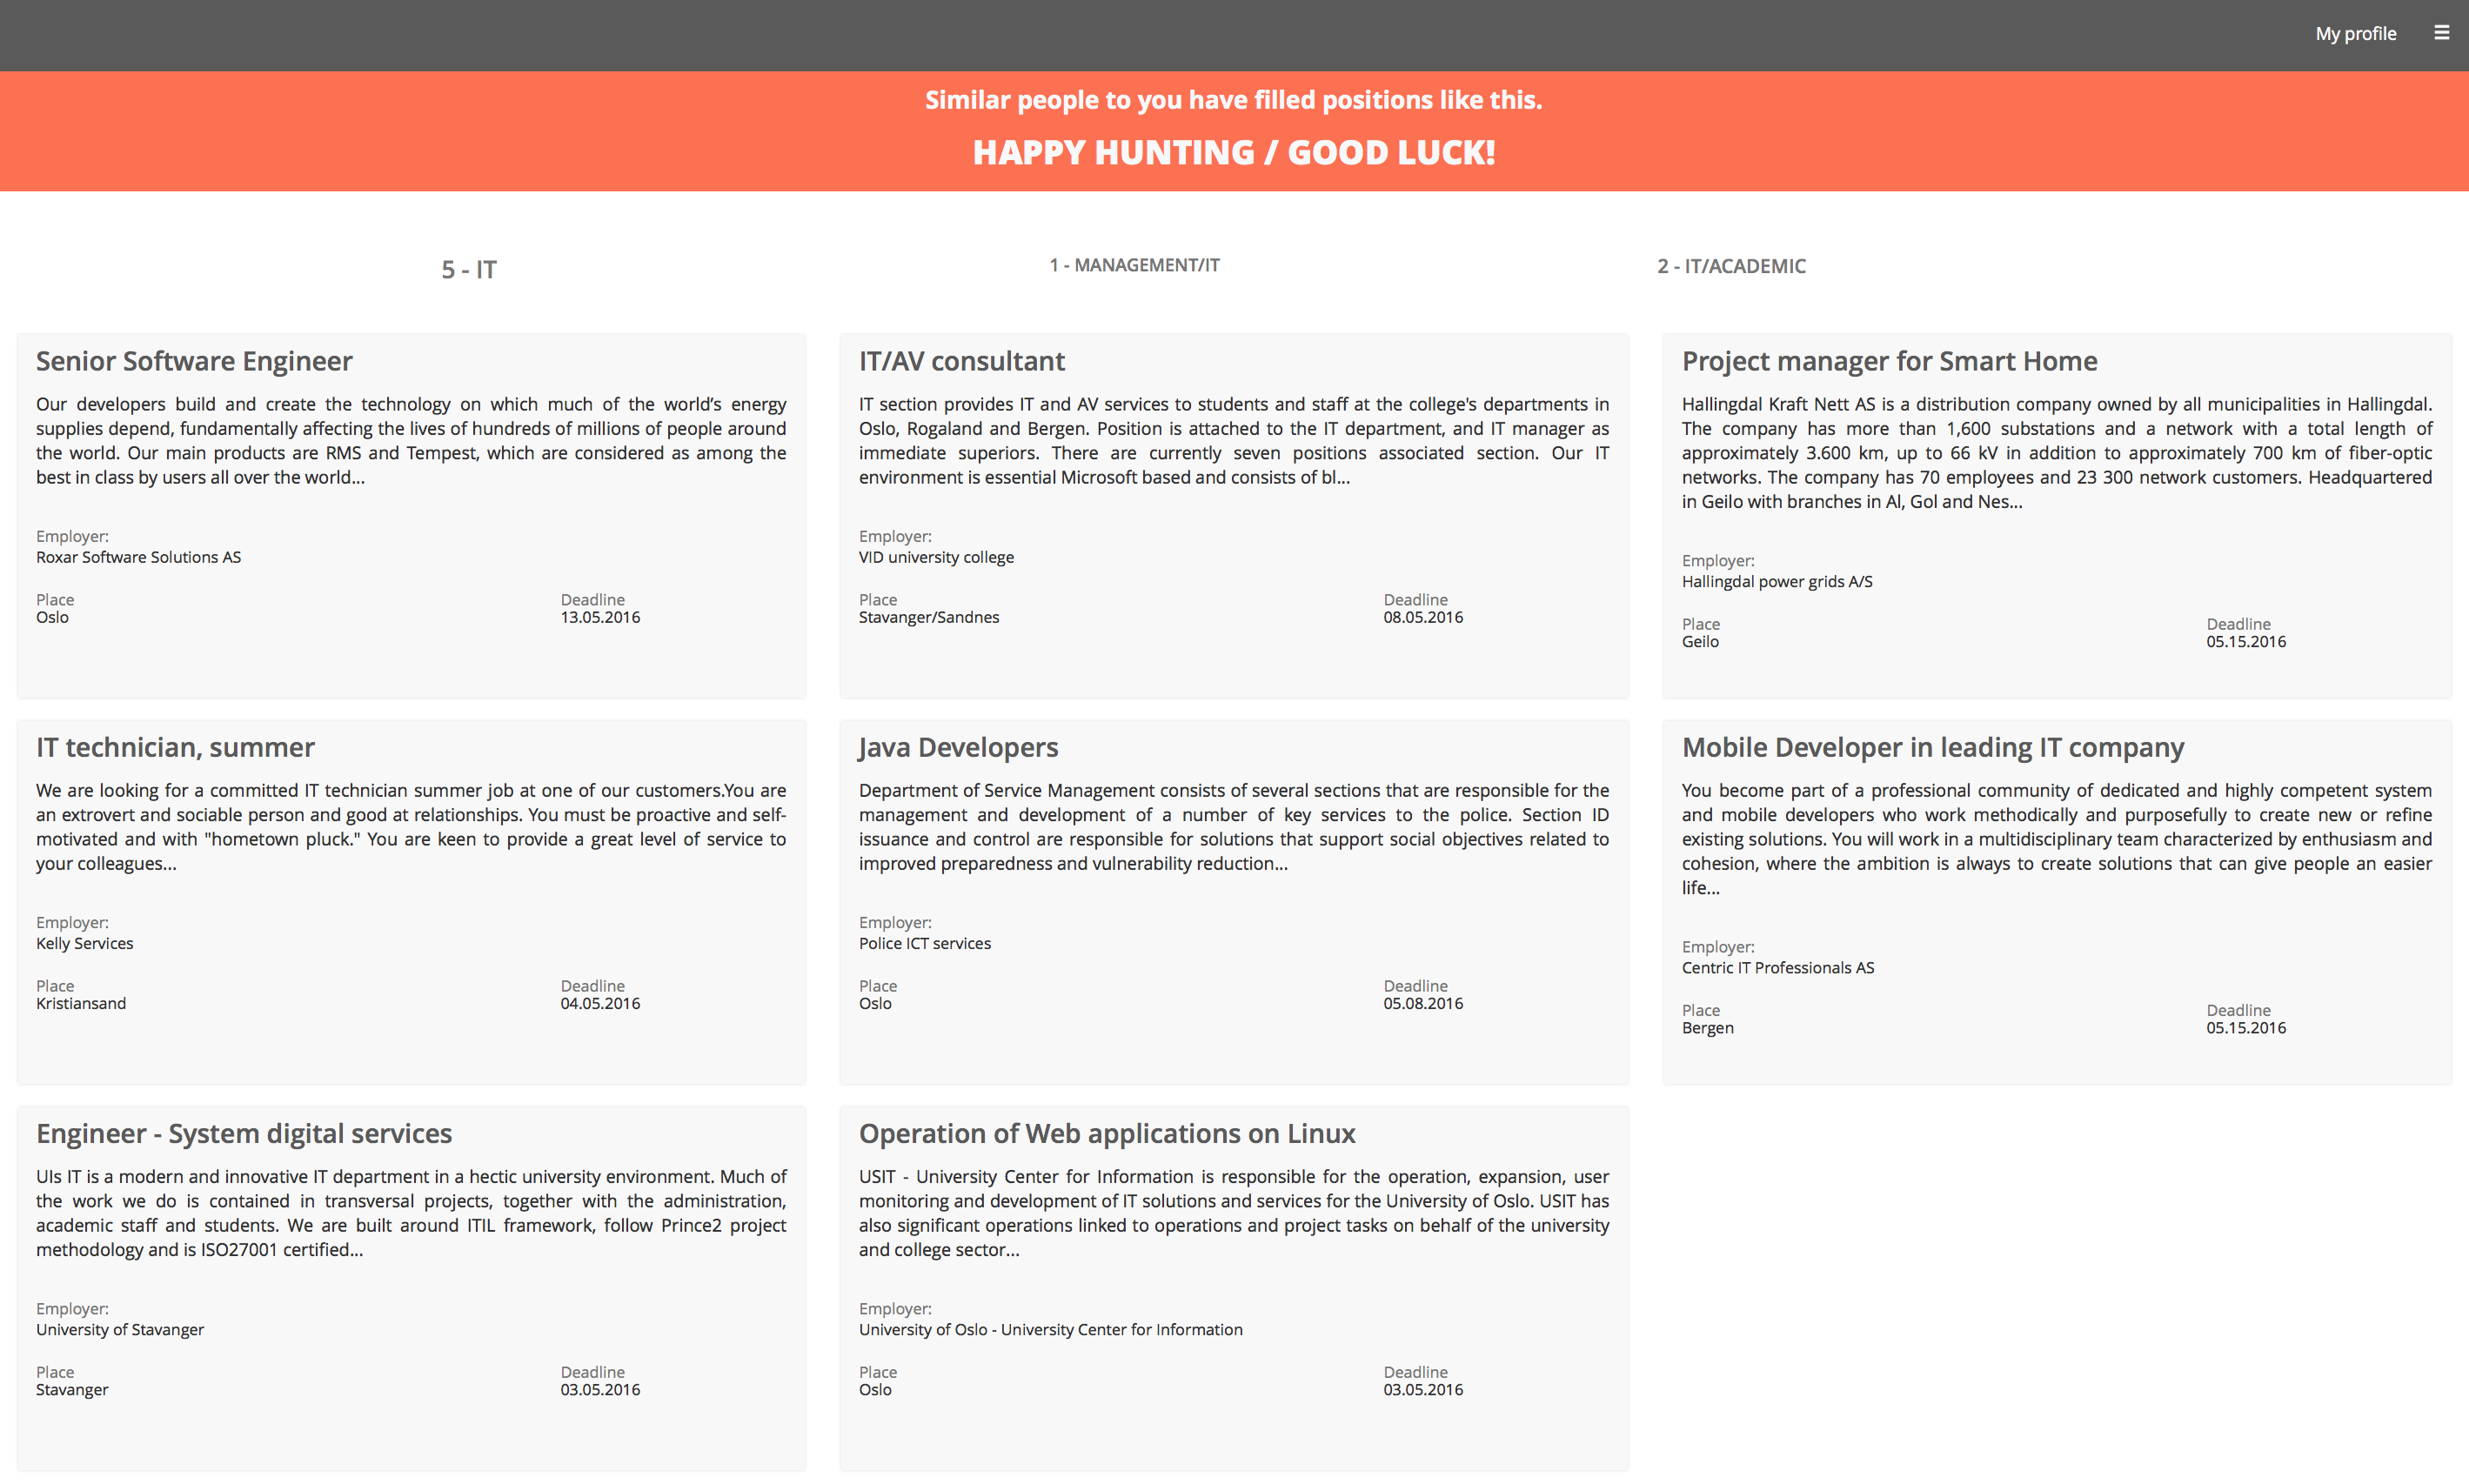 My profile
Similar people to you have filled positions like this.
HAPPY HUNTING / GOOD LUCK!
5 - IT
1 - MANAGEMENT/IT
2 - IT/ACADEMIC
Senior Software Engineer
Our developers build and create the technology on which much of the world’s energy
supplies depend, fundamentally affecting the lives of hundreds of millions of people around
the world. Our main products are RMS and Tempest, which are considered as among the
best in class by users all over the world...
Employer:
Roxar Software Solutions AS
Place
Oslo
Deadline
13.05.2016
IT/AV consultant
IT section provides IT and AV services to students and staff at the college's departments in
Oslo, Rogaland and Bergen. Position is attached to the IT department, and IT manager as
immediate superiors. There are currently seven positions associated section. Our IT
environment is essential Microsoft based and consists of bl...
Employer:
VID university college
Place
Stavanger/Sandnes
Deadline
08.05.2016
Project manager for Smart Home
Hallingdal Kraft Nett AS is a distribution company owned by all municipalities in Hallingdal.
The company has more than 1,600 substations and a network with a total length of
approximately 3.600 km, up to 66 kV in addition to approximately 700 km of fiber-optic
networks. The company has 70 employees and 23 300 network customers. Headquartered
in Geilo with branches in Al, Gol and Nes...
Employer:
Hallingdal power grids A/S
Place
Geilo
Deadline
05.15.2016
IT technician, summer
We are looking for a committed IT technician summer job at one of our customers.You are
an extrovert and sociable person and good at relationships. You must be proactive and self-
motivated and with "hometown pluck." You are keen to provide a great level of service to
your colleagues...
Employer:
Kelly Services
Place
Kristiansand
Deadline
04.05.2016
Java Developers
Department of Service Management consists of several sections that are responsible for the
management and development of a number of key services to the police. Section ID
issuance and control are responsible for solutions that support social objectives related to
improved preparedness and vulnerability reduction...
Employer:
Police ICT services
Place
Oslo
Deadline
05.08.2016
Mobile Developer in leading IT company
You become part of a professional community of dedicated and highly competent system
and mobile developers who work methodically and purposefully to create new or refine
existing solutions. You will work in a multidisciplinary team characterized by enthusiasm and
cohesion, where the ambition is always to create solutions that can give people an easier
life...
Employer:
Centric IT Professionals AS
Place
Bergen
Deadline
05.15.2016
Engineer - System digital services
UIs IT is a modern and innovative IT department in a hectic university environment. Much of
the work we do is contained in transversal projects, together with the administration,
academic staff and students. We are built around ITIL framework, follow Prince2 project
methodology and is ISO27001 certified...
Employer:
University of Stavanger
Place
Stavanger
Deadline
03.05.2016
Operation of Web applications on Linux
USIT - University Center for Information is responsible for the operation, expansion, user
monitoring and development of IT solutions and services for the University of Oslo. USIT has
also significant operations linked to operations and project tasks on behalf of the university
and college sector...
Employer:
University of Oslo - University Center for Information
Place
Oslo
Deadline
03.05.2016